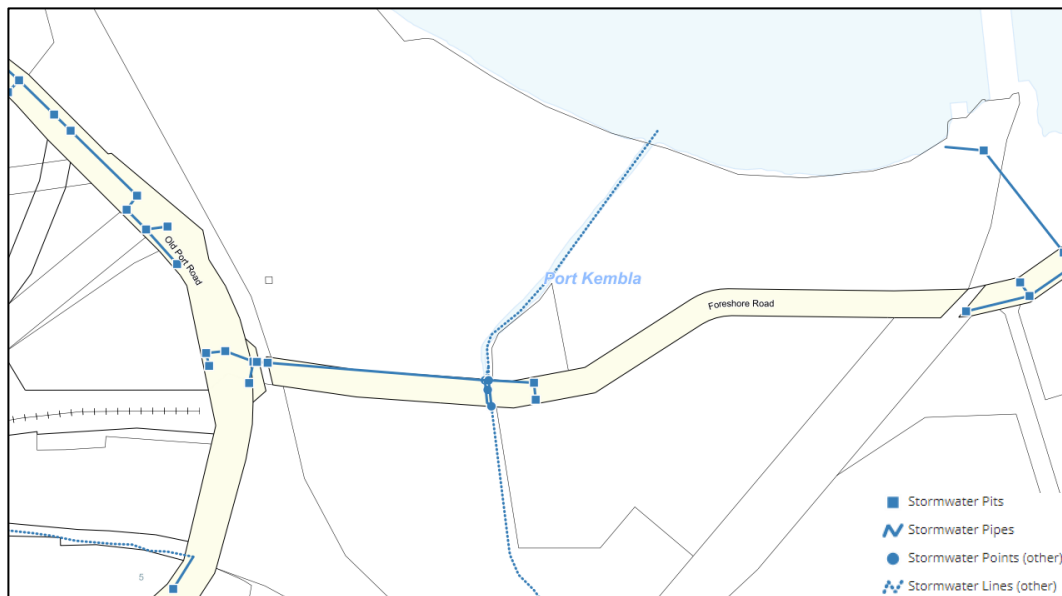 Old Port Road
Port Kembla
Foreshore Road
5
Stormwater Pits
Stormwater Pipes
Stormwater Points (other)
Stormwater Lines (other)